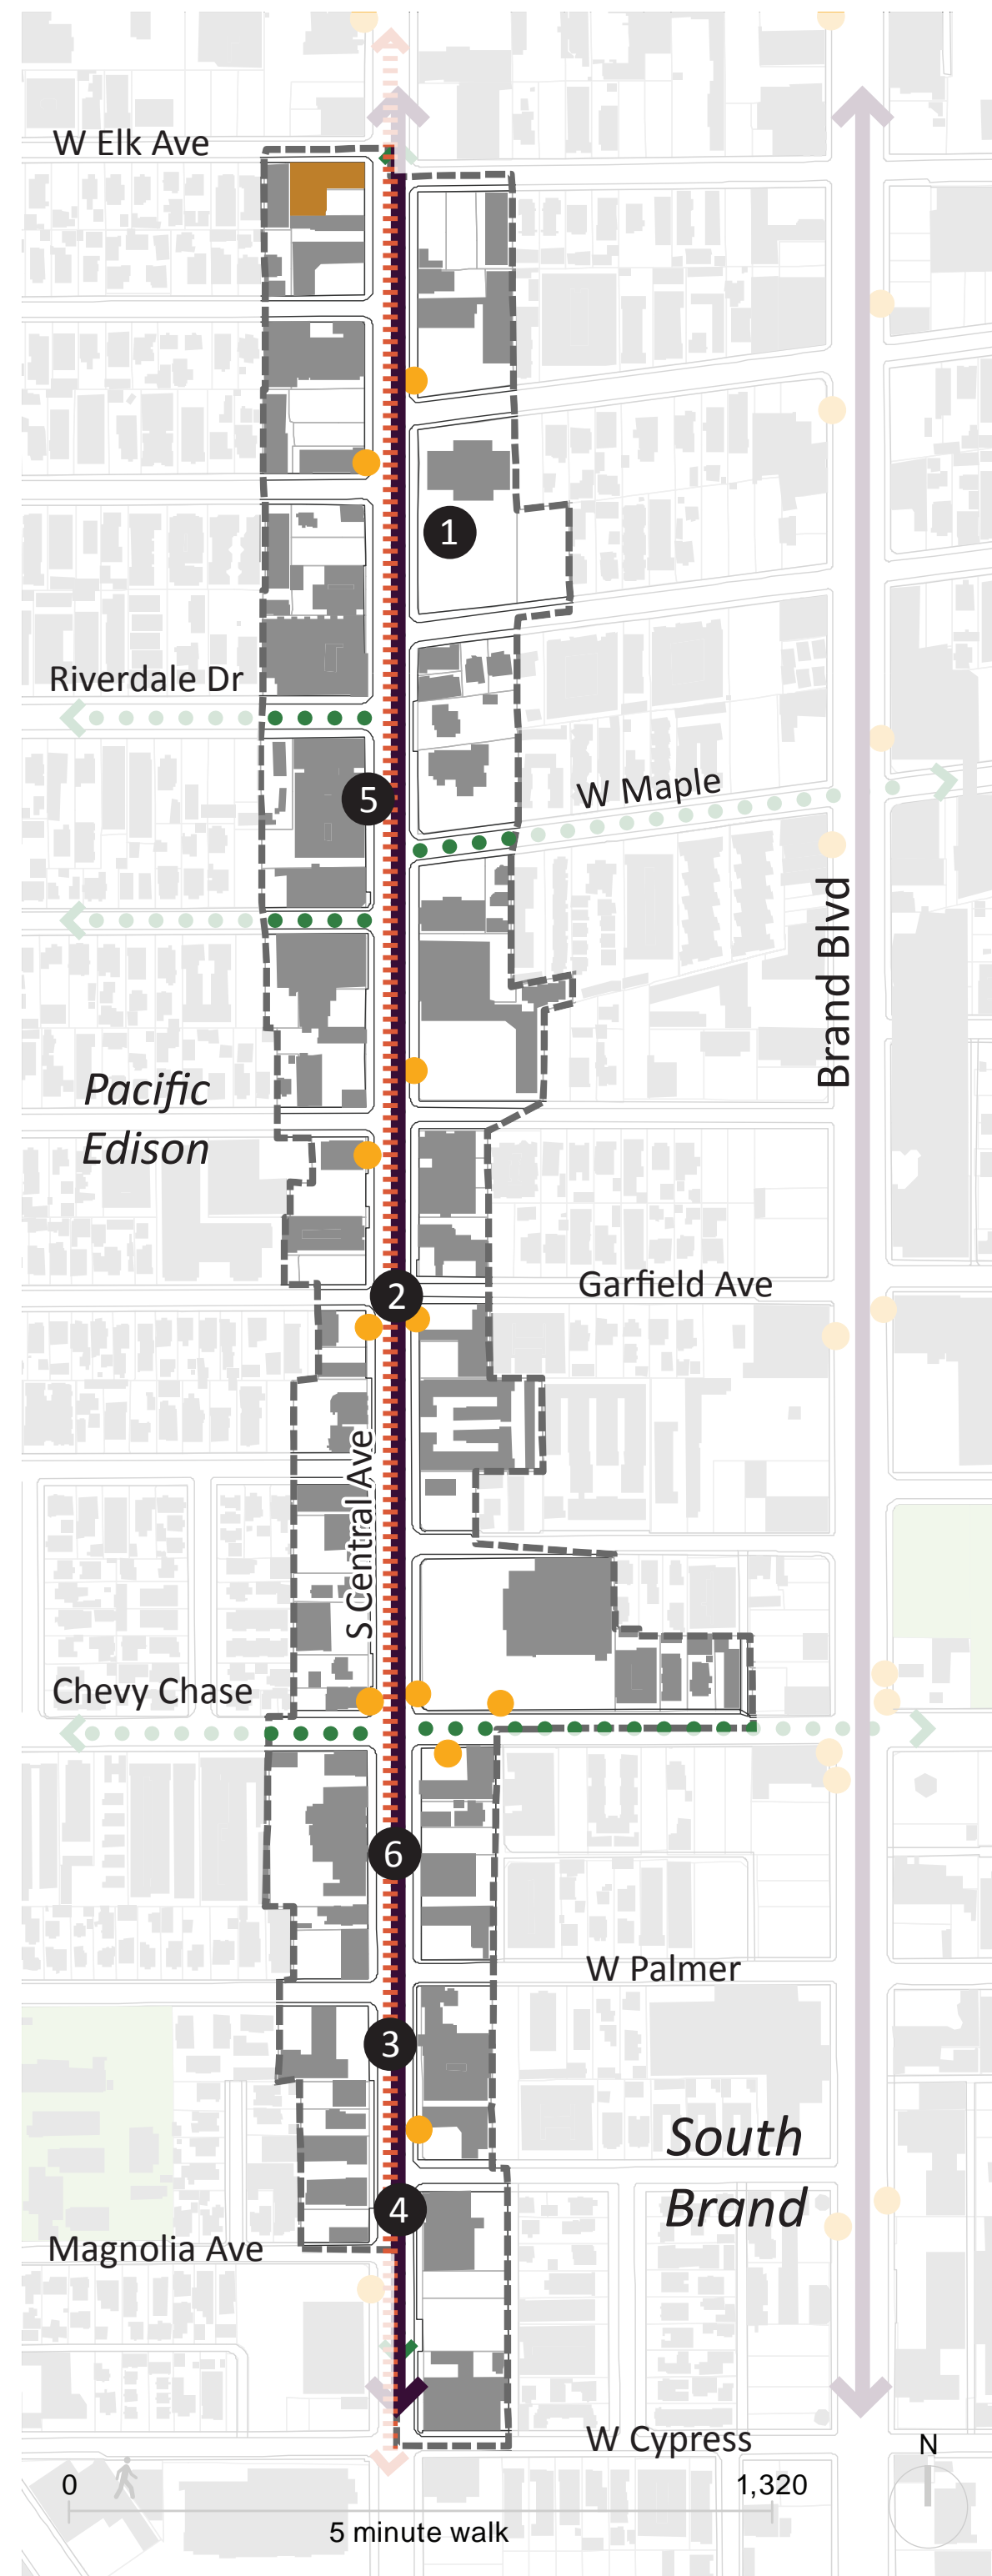 W Elk Ave
1
Riverdale Dr
5
W Maple
Brand Blvd
Pacific
Edison
2
Garfield Ave
S Central Ave
Chevy Chase
6
W Palmer
3
South
Brand
4
Magnolia Ave
W Cypress
N
0
1,320
5 minute walk